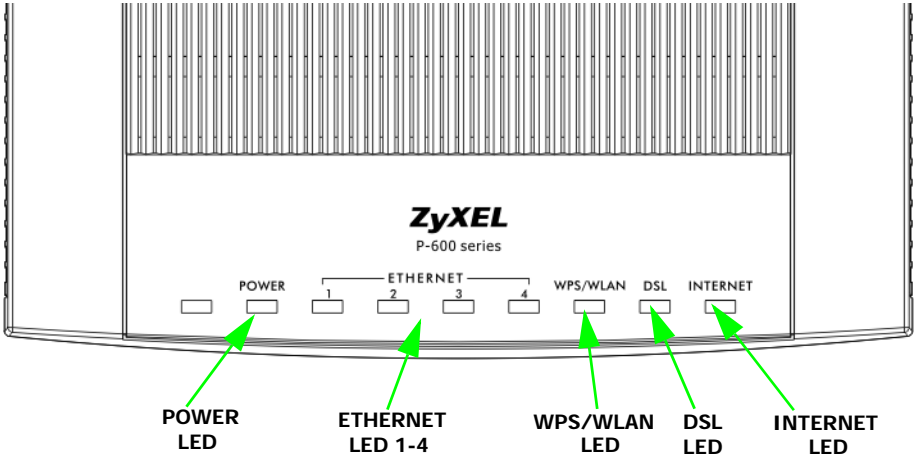 ZyXEL
P-600 series
ETHERNET
POWER
WPS/WLAN
DSL
INTERNET
1
2
3
4
POWER
LED
ETHERNET
LED 1-4
WPS/WLAN
LED
DSL
LED
INTERNET
LED